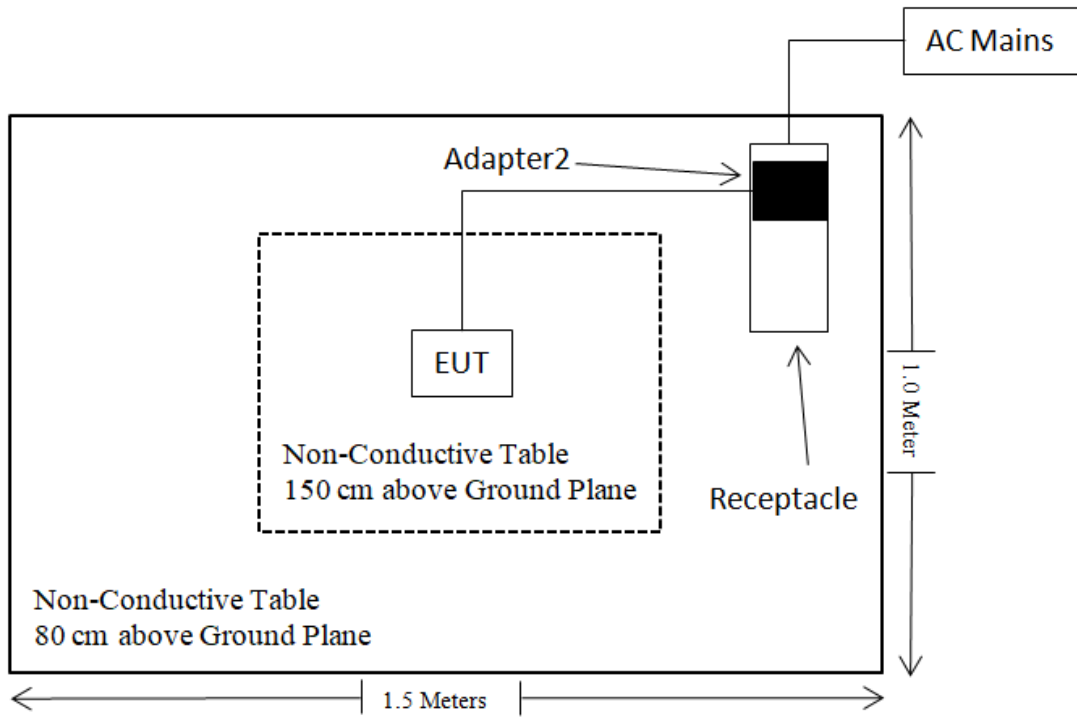 AC Mains
Adapter2
EUT
Non-Conductive Table
150 cm above Ground Plane
Receptacle
1.0 Meter
Non-Conductive Table
80 cm above Ground Plane
1.5 Meters